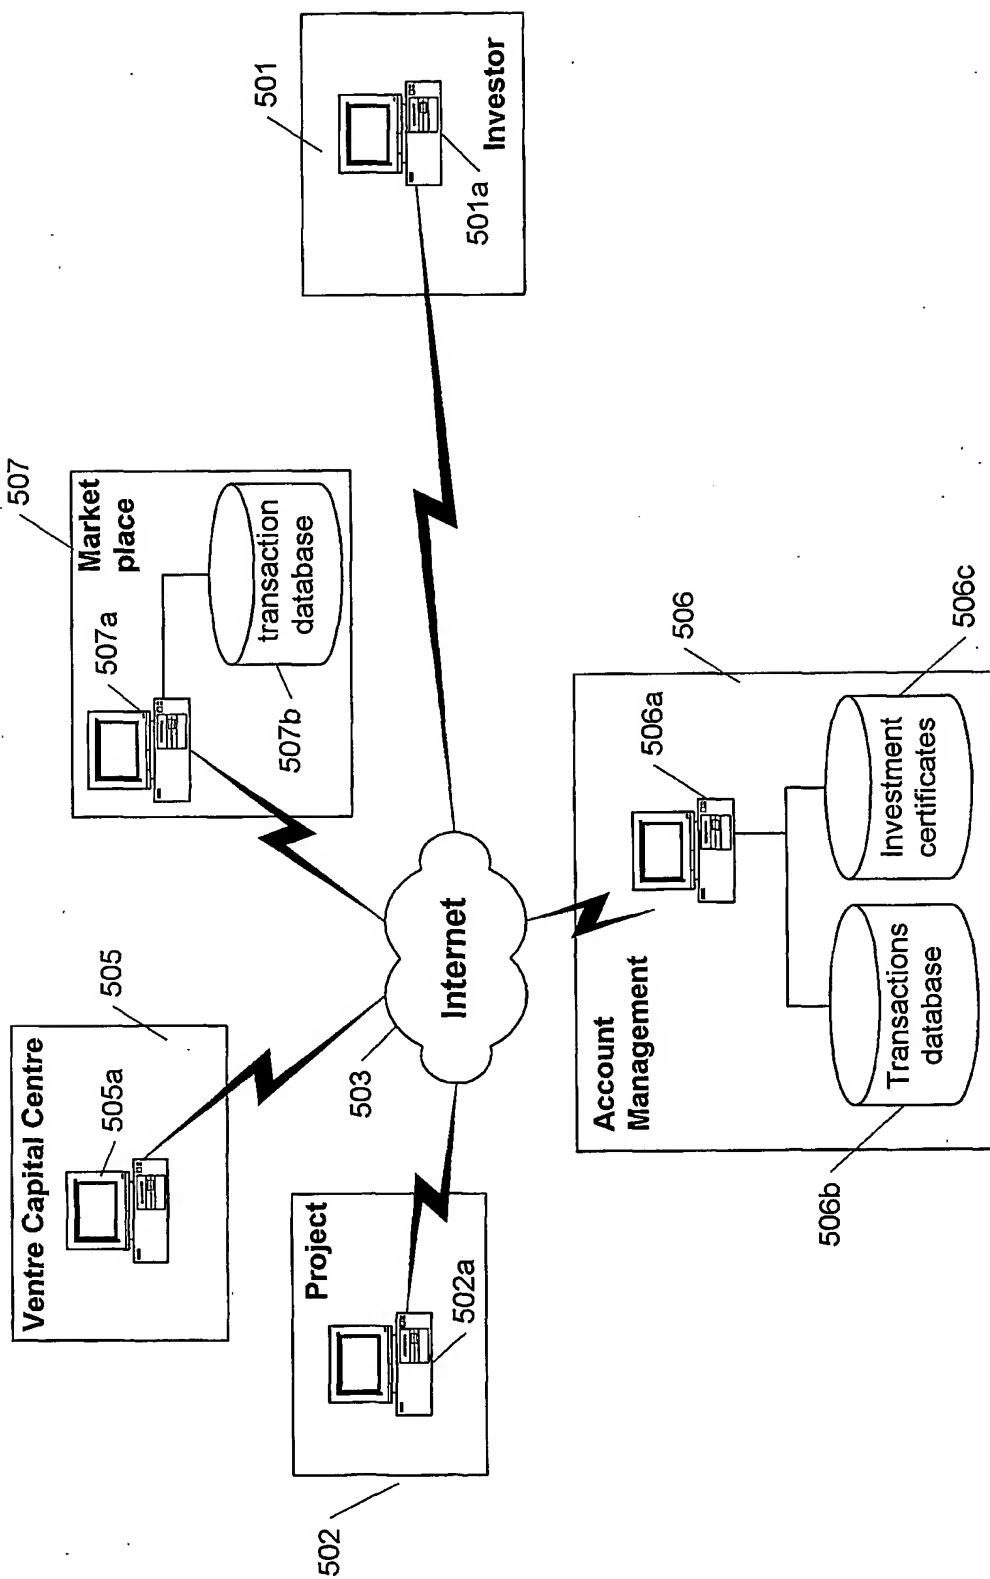 Ventre Capital Centre
505
505a
507
Market
place
507a
transaction
database
507b
501
501a
Investor
Project
502
502a
503
Internet
Account
Management
506
506a
Transactions
database
506b
Investment
certificates
506c